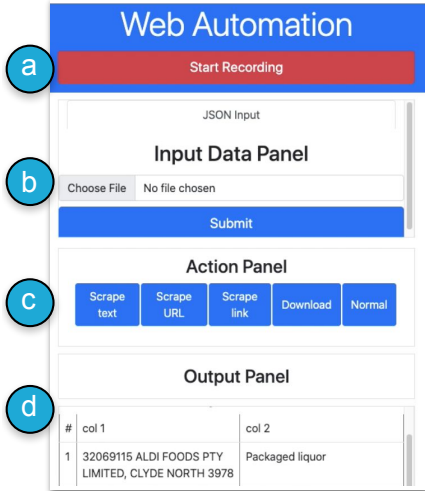 Web Automation
a
Start Recording
JSON Input
Input Data Panel
b
Choose File No file chosen
Submit
Action Panel
c
Scrape text Scrape URL Scrape link Download Normal
Output Panel
d
# col 1 col 2
1 32069115 ALDI FOODS PTY Packaged liquor
LIMITED, CLYDE NORTH 3978